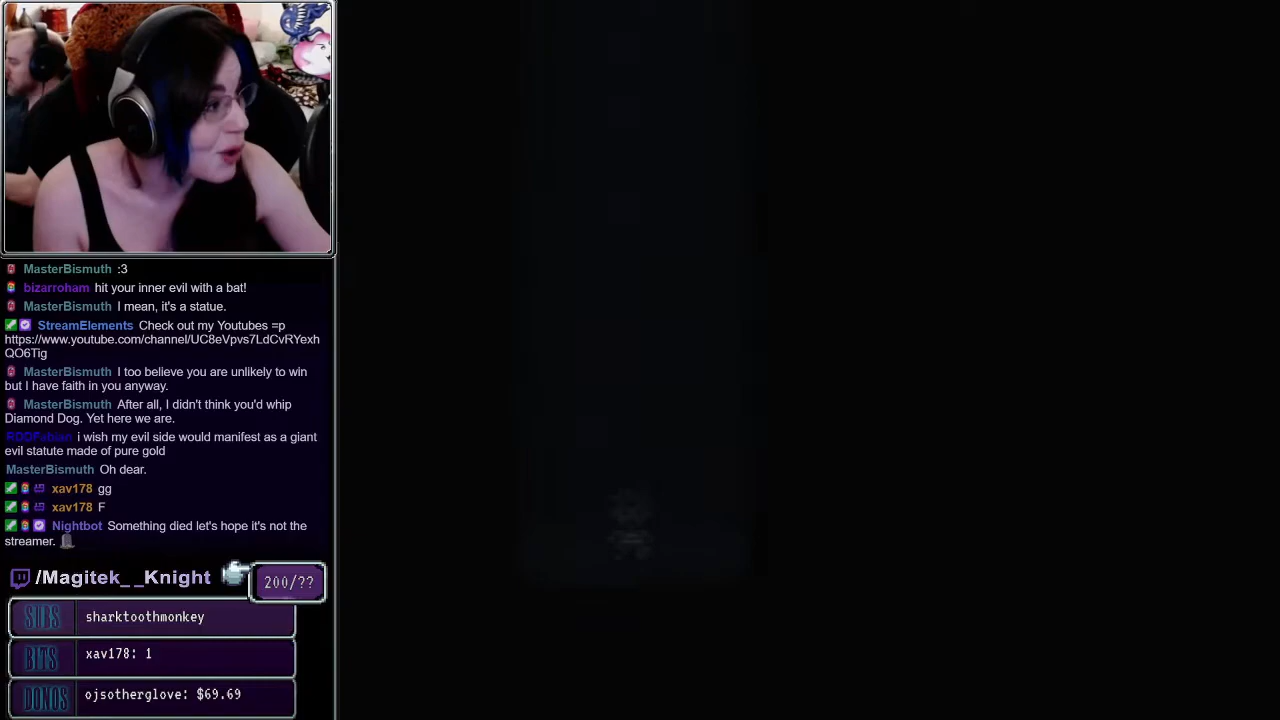 MasterBismuth :3
bizarroham hit your inner evil with a bat!
MasterBismuth I mean, it's a statue.
StreamElements Check out my Youtubes =p
https://www.youtube.com/channel/UC8eVpvs7LdCvRYexh
QO6Tig
MasterBismuth I too believe you are unlikely to win
but I have faith in you anyway.
MasterBismuth After all, I didn't think you'd whip
Diamond Dog. Yet here we are.
i wish my evil side would manifest as a giant
evil statute made of pure gold
MasterBismuth Oh dear.
xav178 gg
xav178 F
Nightbot Something died let's hope it's not the
streamer.
/Magitek__Knight
200/??
SUBS sharktoothmonkey
BITS xav178: 1
DONOS ojsotherglove: $69.69